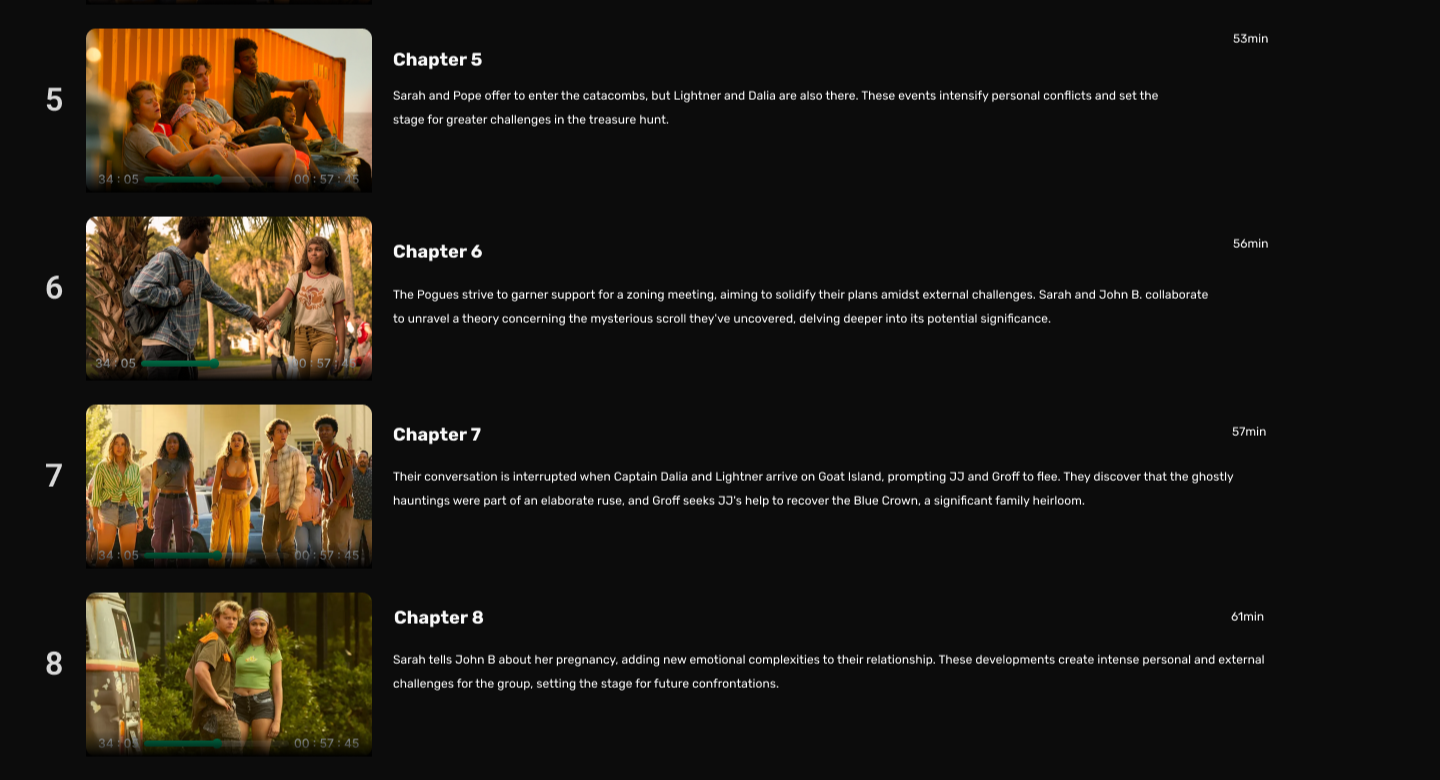 53min
Chapter 5
5
Sarah and Pope offer to enter the catacombs, but Lightner and Dalia are also there. These events intensify personal conflicts and set the
stage for greater challenges in the treasure hunt.
34 : 05 00 : 57 : 45
56min
Chapter 6
6
The Pogues strive to garner support for a zoning meeting, aiming to solidify their plans amidst external challenges. Sarah and John B. collaborate
to unravel a theory concerning the mysterious scroll they've uncovered, delving deeper into its potential significance.
34 : 05 00 : 57 : 45
57min
Chapter 7
7
Their conversation is interrupted when Captain Dalia and Lightner arrive on Goat Island, prompting JJ and Groff to flee. They discover that the ghostly
hauntings were part of an elaborate ruse, and Groff seeks JJ's help to recover the Blue Crown, a significant family heirloom.
34 : 05 00 : 57 : 45
61min
Chapter 8
8
Sarah tells John B about her pregnancy, adding new emotional complexities to their relationship. These developments create intense personal and external
challenges for the group, setting the stage for future confrontations.
34 : 05 00 : 57 : 45